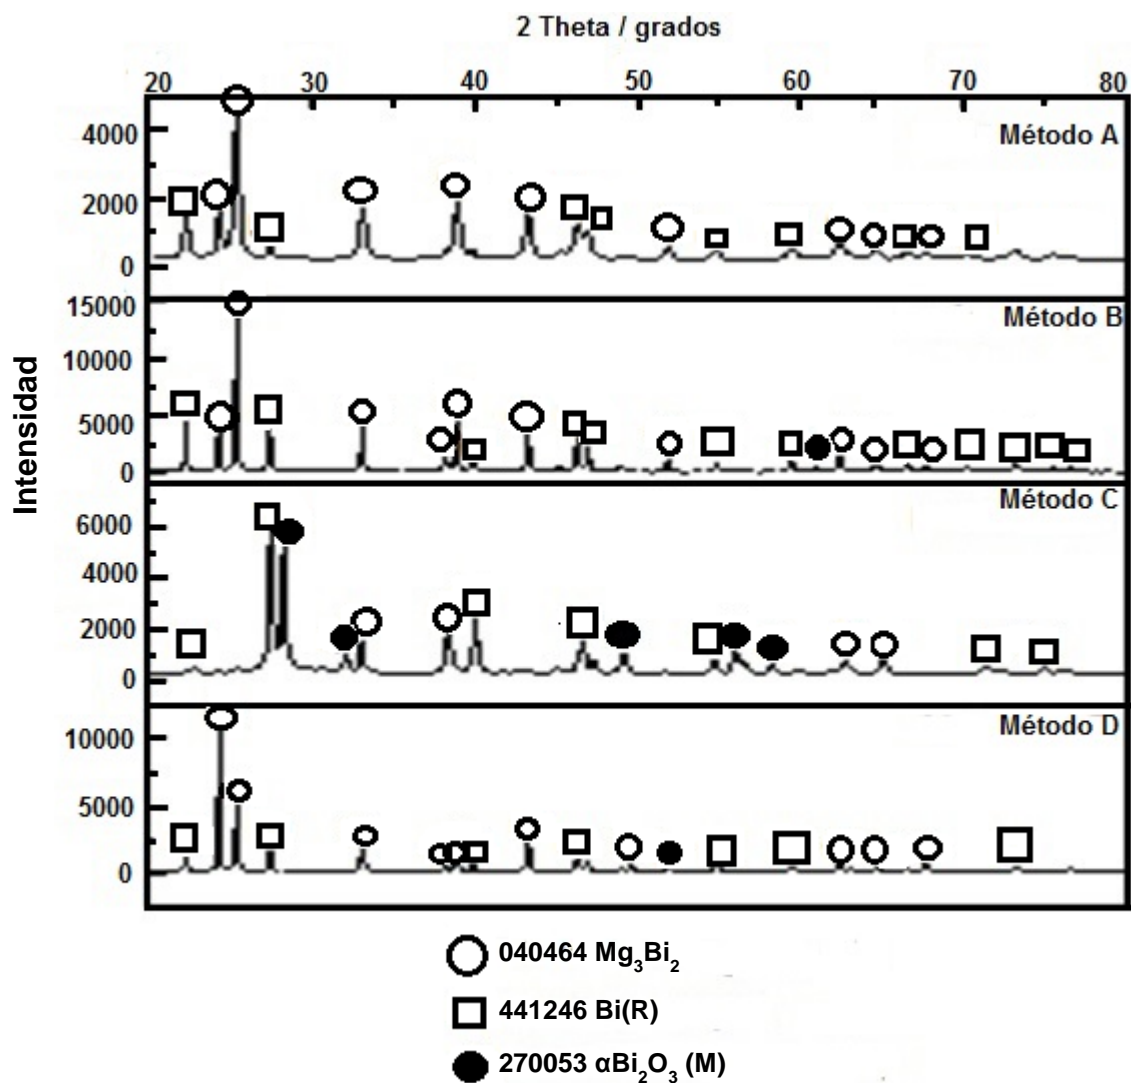 2 Theta / grados
20 30 40 50 60 70 80
Intensidad
4000
2000
0
Método A
15000
10000
5000
0
Método B
6000
4000
2000
0
Método C
10000
5000
0
Método D
040464 Mg₃Bi₂
441246 Bi(R)
270053 αBi₂O₃ (M)